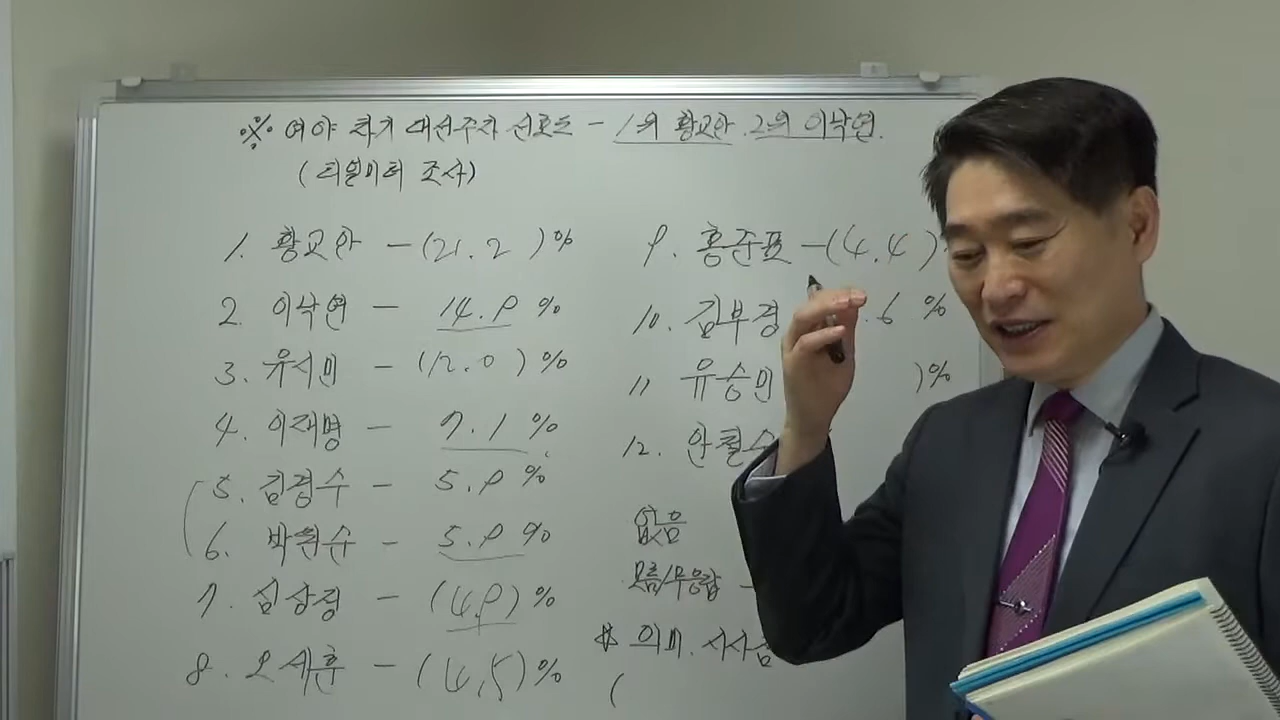 ※ 여야 차기 대선주자 선호도 - 1위 황교안. 2위 이낙연.
(리얼미터 조사)
1. 황교안 - (21.2)%
2. 이낙연 - 14.9 %
3. 유시민 - (12.0)%
4. 이재명 - 7.1 %
5. 김경수 - 5.9 %
6. 박원순 - 5.9 %
7. 심상정 - (4.9)%
8. 오세훈 - (4.5)%
9. 홍준표 - (4.4)
10. 김부겸 .6 %
11 유승민 )%
12. 안철수
없음
모름/무응답 -
# 의미. 시사점
(